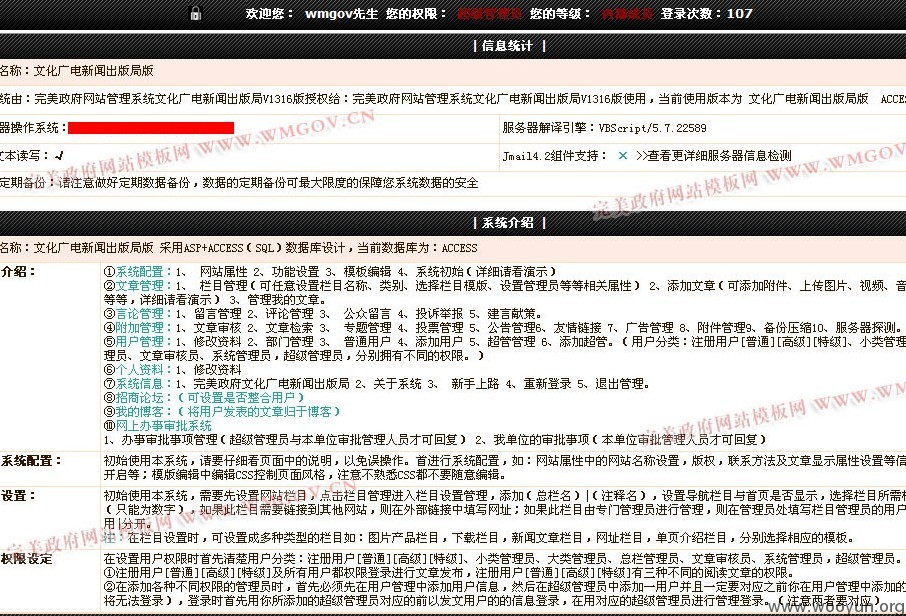 欢迎您： wmgov先生 您的权限： 超级管理员 您的等级： 登录次数：107
| 信息统计 |
名称：文化广电新闻出版局版
统由：完美政府网站管理系统文化广电新闻出版局V1316版授权给：完美政府网站管理系统文化广电新闻出版局V1316版使用，当前使用版本为 文化广电新闻出版局版 ACCE
器操作系统：
服务器解译引擎：VBScript/5.7.22589
文本读写：√
Jmail4.2组件支持： × >>查看更详细服务器信息检测
定期备份：请注意做好定期数据备份，数据的定期备份可最大限度的保障您系统数据的安全
| 系统介绍 |
名称：文化广电新闻出版局版 采用ASP+ACCESS(SQL)数据库设计，当前数据库为：ACCESS
介绍：
①系统配置：1、 网站属性 2、功能设置 3、模板编辑 4、系统初始(详细请看演示)
②文章管理：1、 栏目管理(可任意设置栏目名称、类别、选择栏目模版、设置管理员等等相关属性) 2、添加文章(可添加附件、上传图片、视频、音
等等，详细请看演示) 3、管理我的文章。
③言论管理：1、留言管理 2、评论管理 3、 公众留言 4、投诉举报 5、建言献策。
④附加管理：1、文章审核 2、文章检索 3、 专题管理 4、投票管理 5、公告管理6、友情链接 7、广告管理 8、附件管理9、备份压缩10、服务器探测。
⑤用户管理：1、修改资料 2、部门管理 3、 普通用户 4、添加用户 5、超管管理 6、添加超管。(用户分类：注册用户[普通][高级][特级]、小类管理
理员、文章审核员、系统管理员，超级管理员，分别拥有不同的权限。)
⑥个人资料：1、修改资料
⑦系统信息：1、完美政府文化广电新闻出版局 2、关于系统 3、 新手上路 4、重新登录 5、退出管理。
⑧招商论坛：(可设置是否整合用户)
⑨我的博客：(将用户发表的文章归于博客)
⑩网上办事审批系统
1、办事审批事项管理(超级管理员与本单位审批管理人员才可回复) 2、我单位的审批事项(本单位审批管理人员才可回复)
系统配置：
初始使用本系统，请要仔细看页面中的说明，以免误操作。首进行系统配置，如：网站属性中的网站名称设置，版权，联系方法及文章显示属性设置等信
开启等；模版编辑中编辑CSS控制页面风格，注意不熟悉CSS都不要随意编辑。
设置：
初始使用本系统，需要先设置网站栏目，点击栏目管理进入栏目设置管理，添加(总栏名)|(注释名)，设置导航栏目与首页是否显示，选择栏目所需模
(只能为数字)，如果此栏目需要链接到其他网站，则在外部链接中填写网址；如果此栏目由专门管理员进行管理，则在管理员处填写栏目管理员的用户
用|分开。
注：在栏目设置时，可设置成多种类型的栏目如：图片产品栏目，下载栏目，新闻文章栏目，网址栏目，单页介绍栏目，分别选择相应的模板。
权限设定
在设置用户权限时首先清楚用户分类：注册用户[普通][高级][特级]、小类管理员、大类管理员、总栏管理员、文章审核员、系统管理员，超级管理员。
①注册用户[普通][高级][特级]及所有用户都权限登录进行文章发布，注册用户[普通][高级][特级]有三种不同的阅读文章的权限。
②在添加各种不同权限的管理员时，首先必须先在用户管理中添加用户信息，然后在超级管理员中添加一用户并且一定要对应之前你在用户管理中添加的
将无法登录)，登录时首先用你所添加的超级管理员对应的前以发文用户的的信息登录，在用对应的超级管理员进行管理登录。(注意两者要对应)
完美政府网站模板网 WWW.WMGOV.CN
完美政府网站模板网 WWW.WMGOV
完美政府网站模板网 WWW.WMGOV.CN
完美政府网站模板网 WWW.W
www.wooyun.org